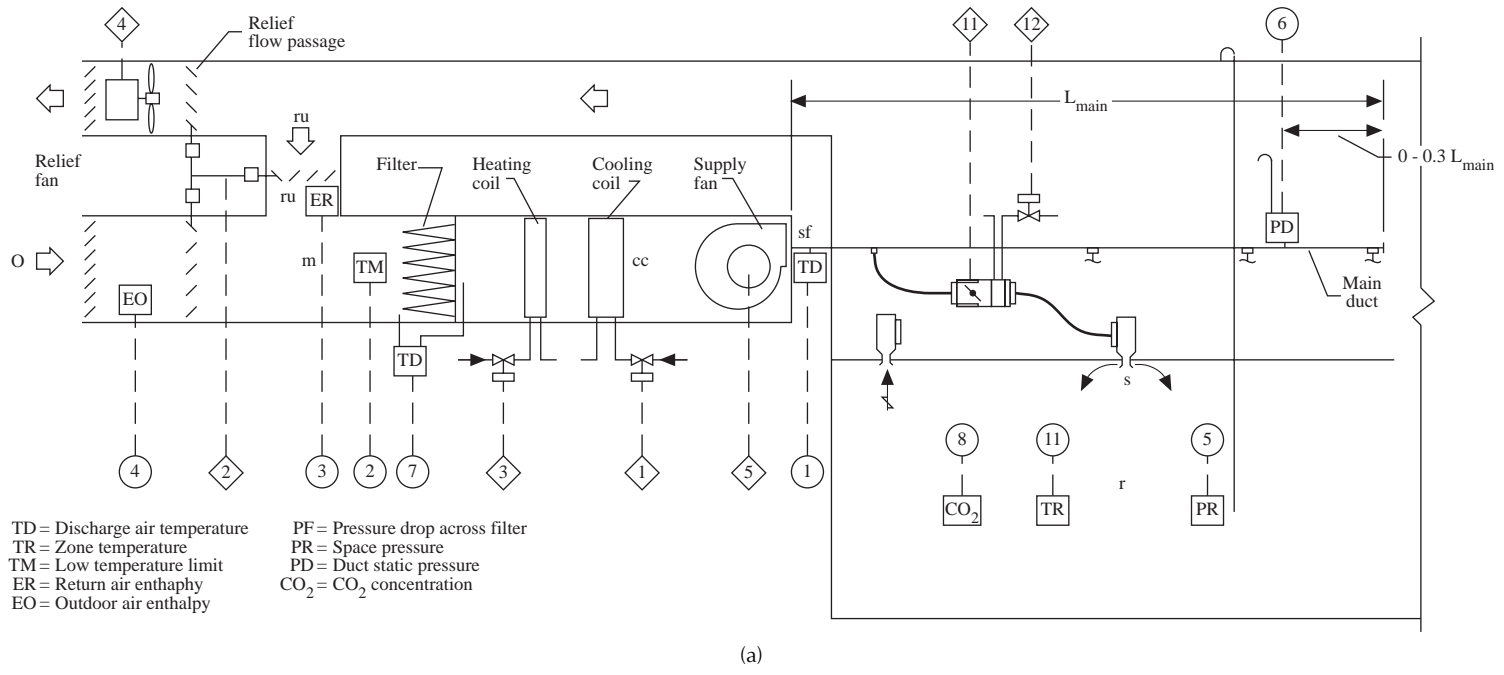 4
11
12
6
Relief
flow passage
L main
ru
0 - 0.3 L main
Relief
fan
Filter
Heating
coil
Cooling
coil
Supply
fan
ru
ER
PD
sf
O
m
TM
cc
TD
EO
Main
duct
TD
s
8
11
5
4
2
3
2
7
3
1
5
1
r
CO2
TR
PR
TD = Discharge air temperature
TR = Zone temperature
TM = Low temperature limit
ER = Return air enthaphy
EO = Outdoor air enthalpy
PF = Pressure drop across filter
PR = Space pressure
PD = Duct static pressure
CO2 = CO2 concentration
(a)